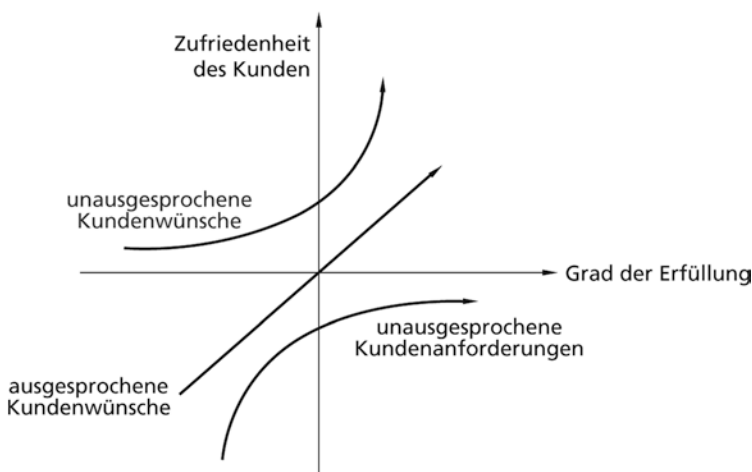 Zufriedenheit
des Kunden
unausgesprochene
Kundenwünsche
Grad der Erfüllung
unausgesprochene
Kundenanforderungen
ausgesprochene
Kundenwünsche